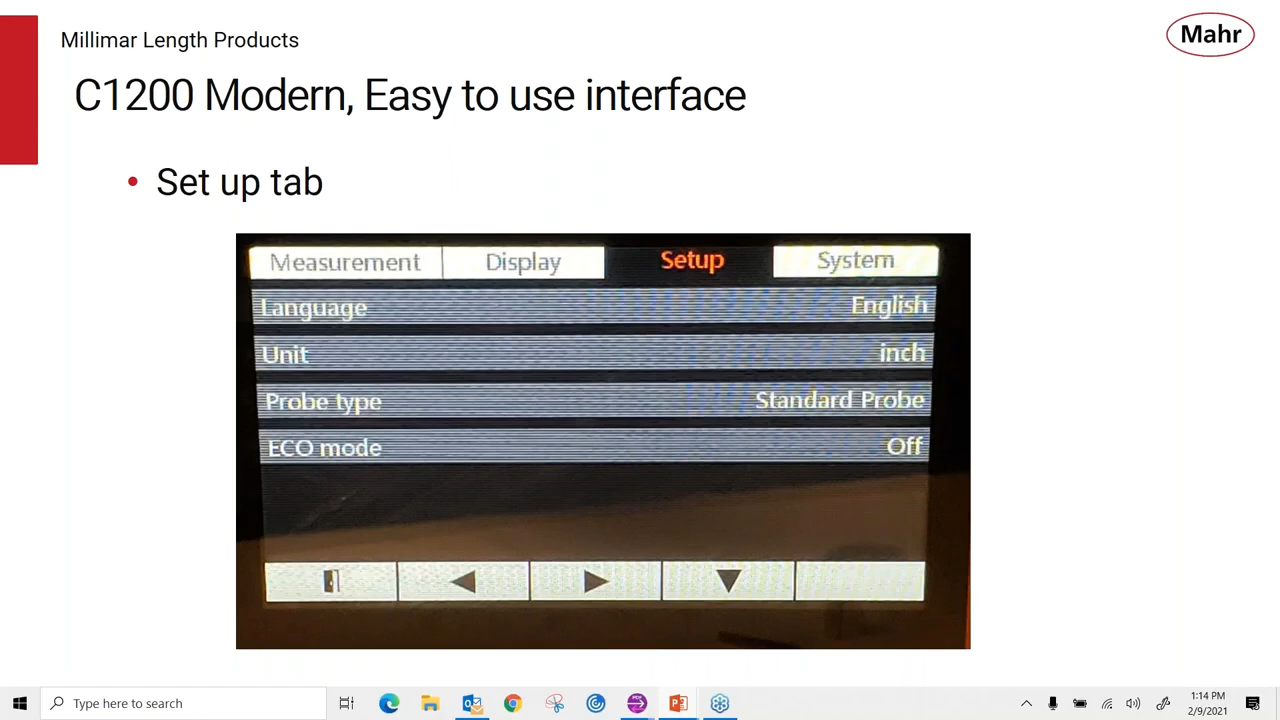 Millimar Length Products
Mahr
C1200 Modern, Easy to use interface
• Set up tab
Measurement Display Setup System
Language English
Unit inch
Probe type Standard Probe
ECO mode Off
Type here to search
1:14 PM
2/9/2021